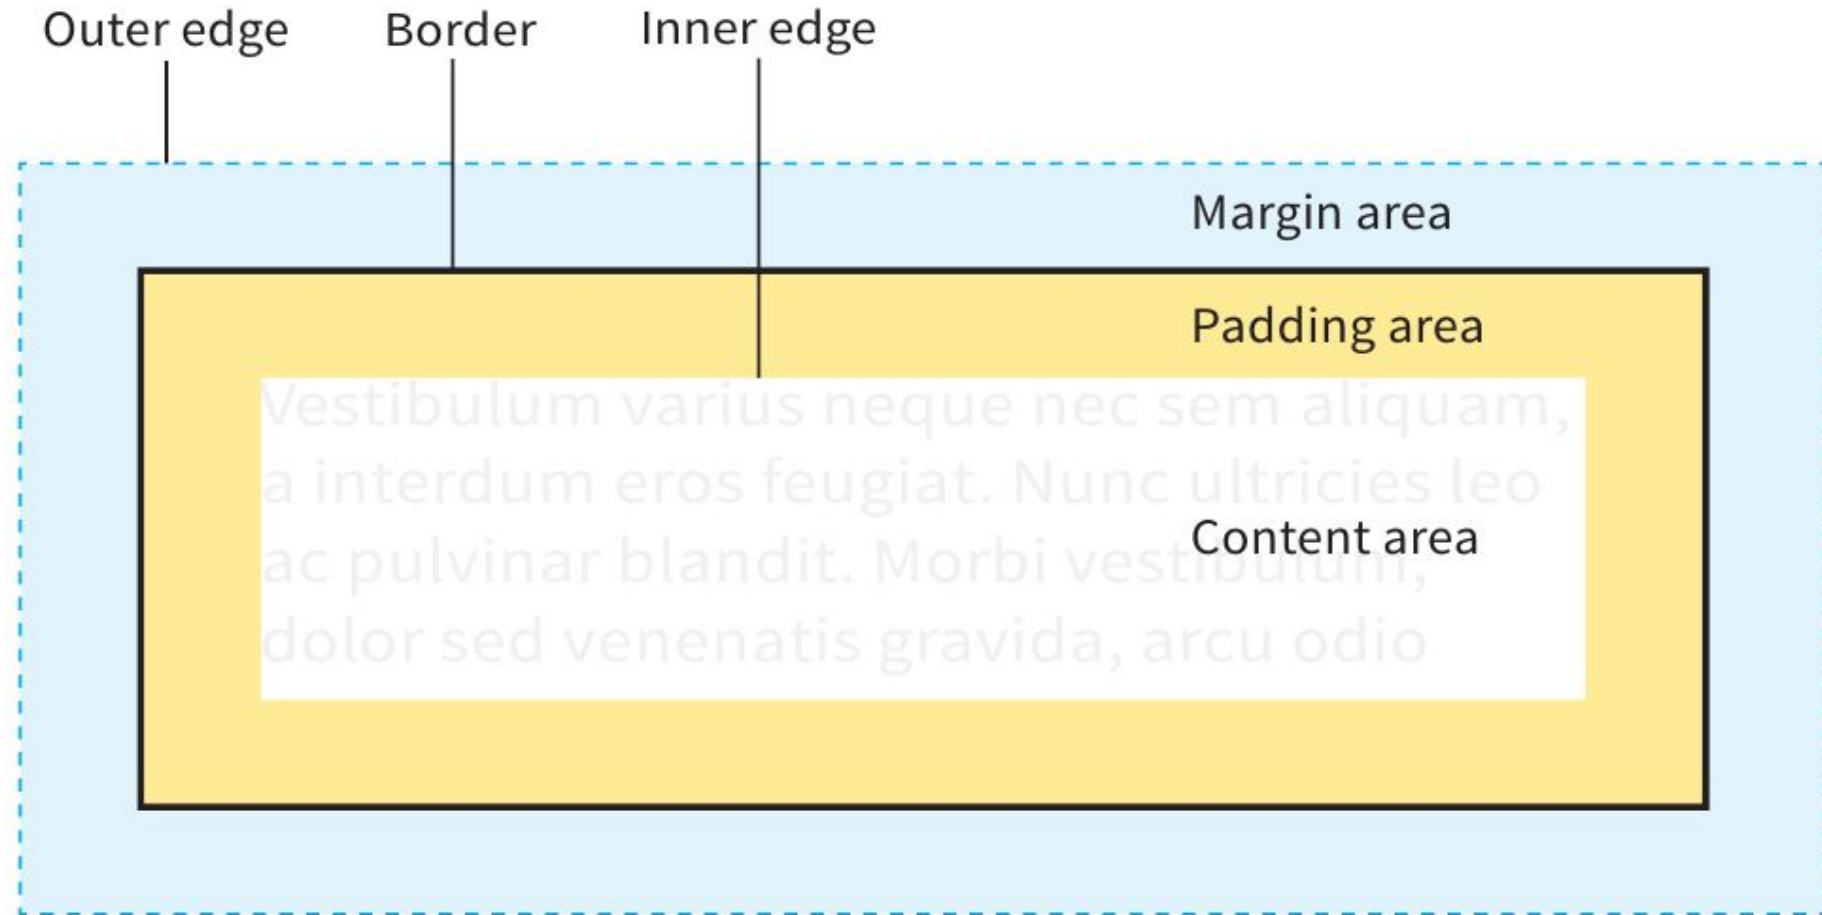 Outer edge
Border
Inner edge
Margin area
Padding area
Vestibulum varius neque nec sem aliquam,
a interdum eros feugiat. Nunc ultricies leo
Content area
ac pulvinar blandit. Morbi vestibulum,
dolor sed venenatis gravida, arcu odio